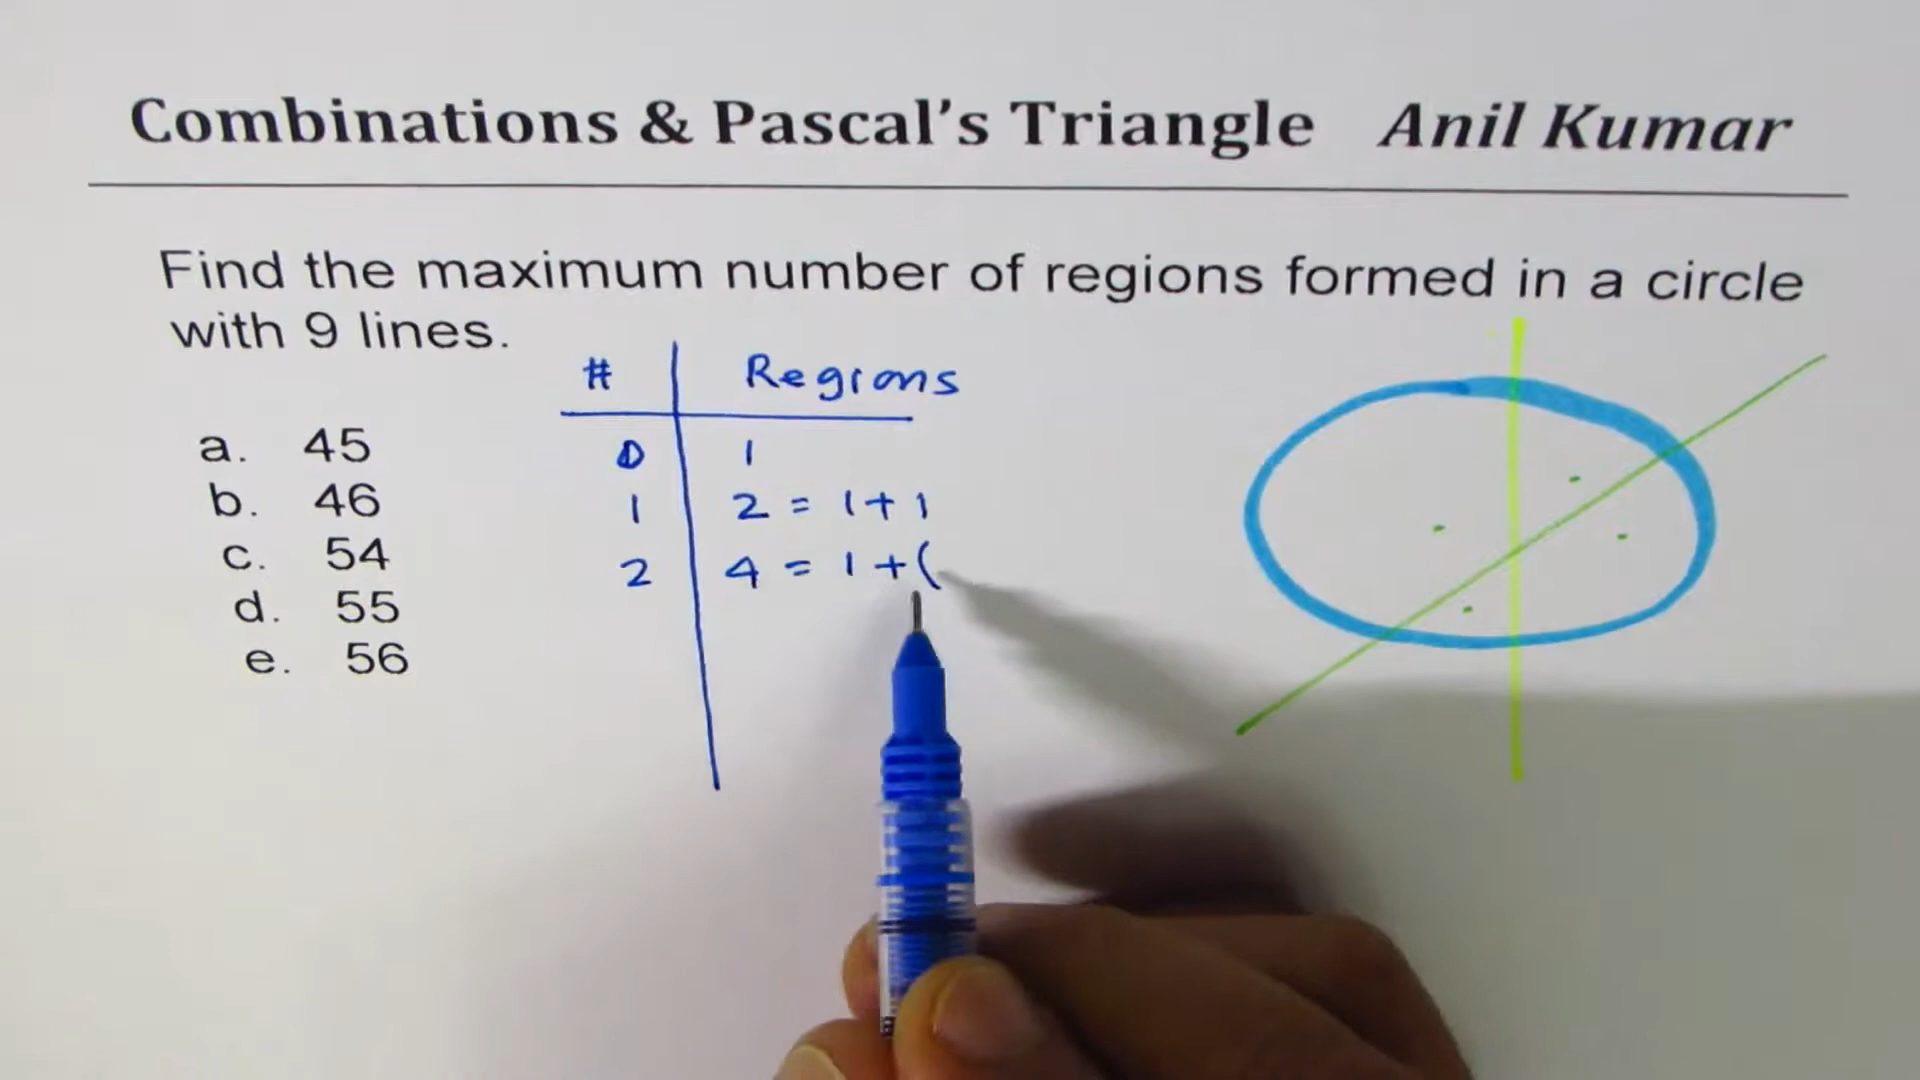 Combinations & Pascal's Triangle Anil Kumar
Find the maximum number of regions formed in a circle
with 9 lines.
# Regions
a. 45
b. 46
c. 54
d. 55
e. 56
0 1
1 2 = 1 + 1
2 4 = 1 + (